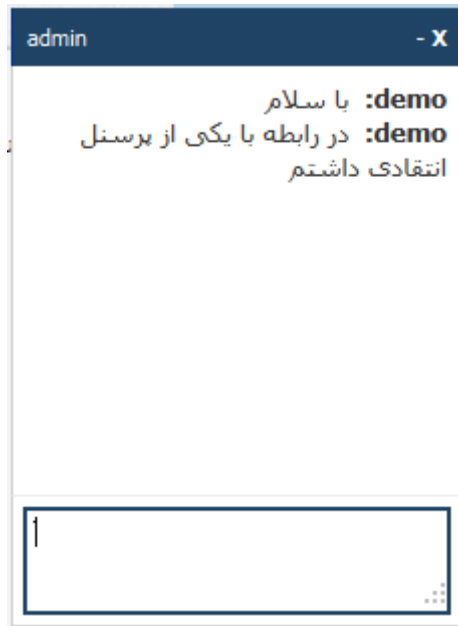 admin - X
demo: با سلام
demo: در رابطه با یکی از پرسنل
انتقادی داشتم